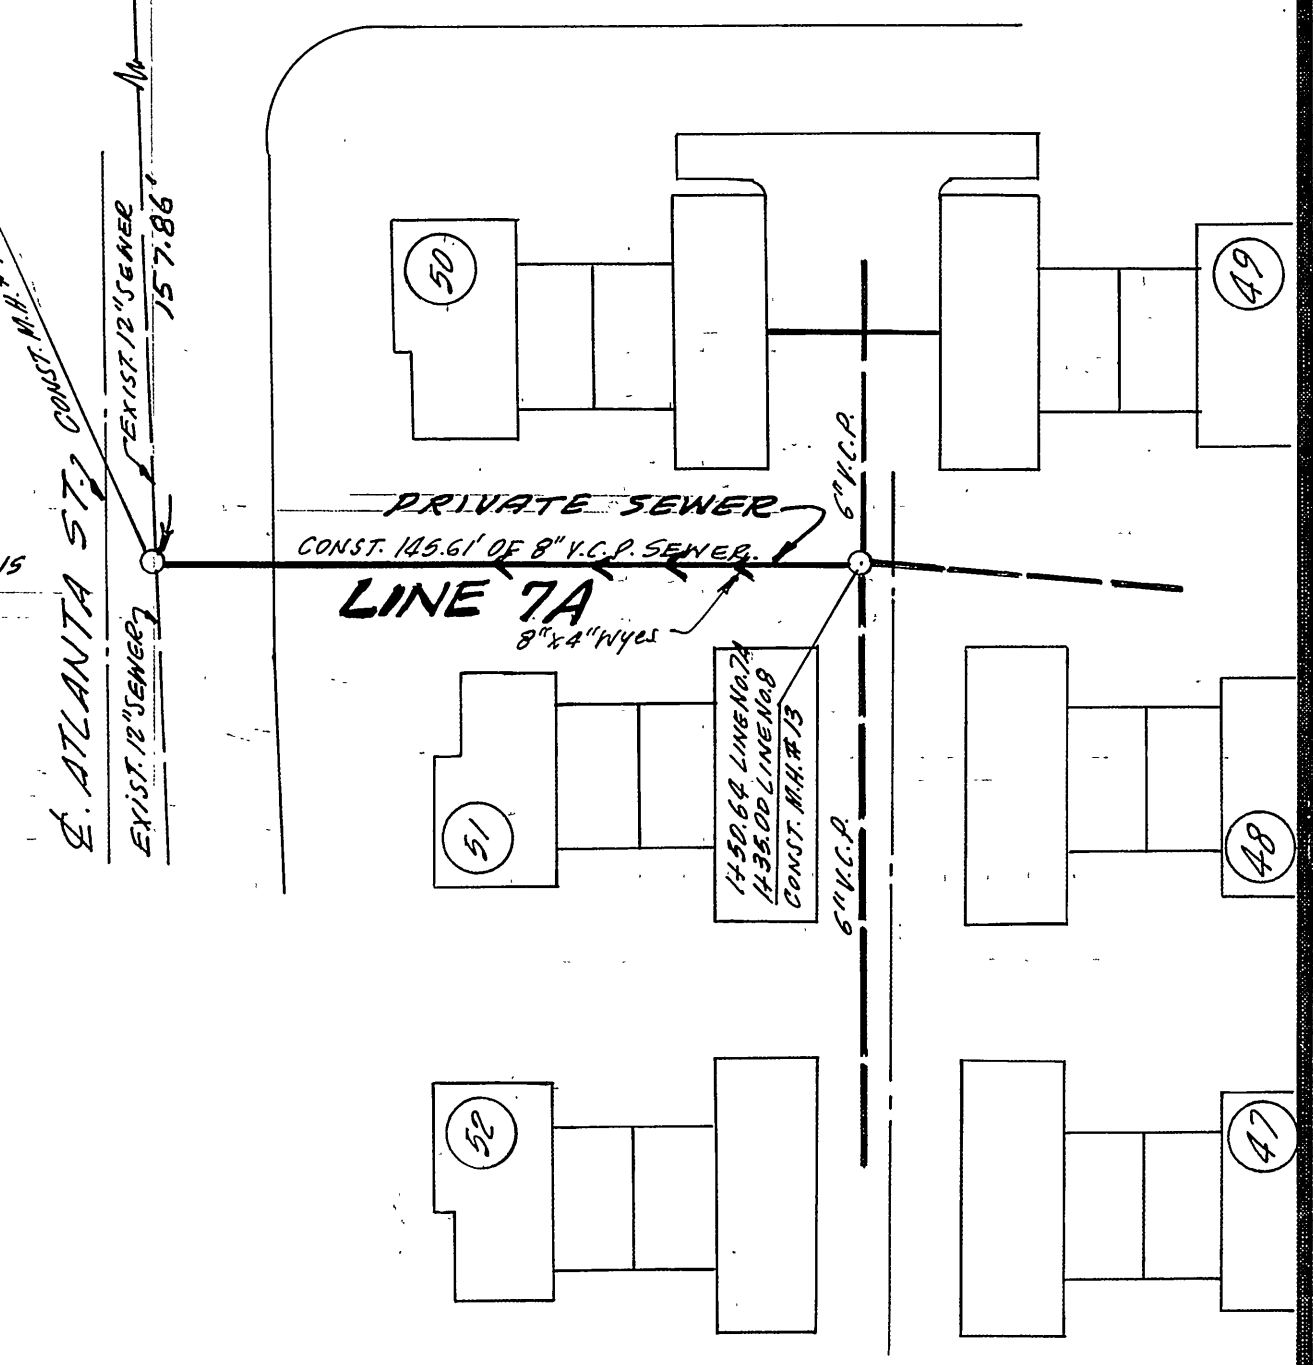 ℄ ATLANTA ST.
CONST. M.H. #
EXIST. 12" SEWER
157.86'
EXIST. 12" SEWER
15
PRIVATE SEWER
CONST. 145.61' OF 8" V.C.P. SEWER.
LINE 7A
8"x4" Wyes
6" V.C.P.
6" V.C.P.
1+50.64 LINE No.7A
1+35.00 LINE No.8
CONST. M.H. # 13
50
49
51
48
52
47